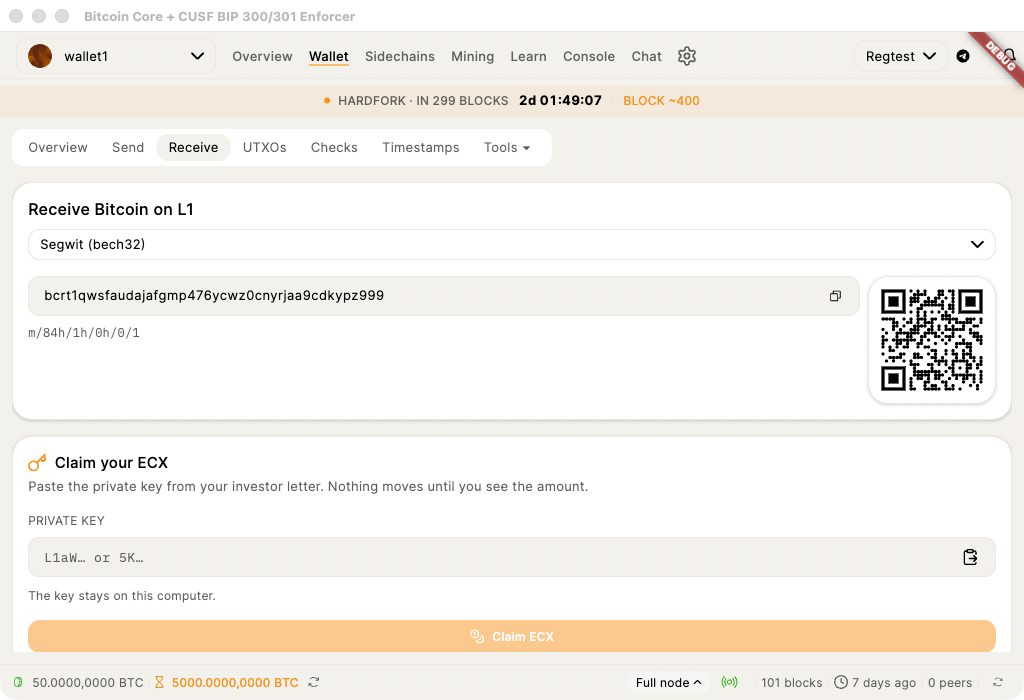 Bitcoin Core + CUSF BIP 300/301 Enforcer
wallet1 Overview Wallet Sidechains Mining Learn Console Chat Regtest DEBUG
HARDFORK · IN 299 BLOCKS 2d 01:49:07 BLOCK ~400
Overview Send Receive UTXOs Checks Timestamps Tools
Receive Bitcoin on L1
Segwit (bech32)
bcrt1qwsfaudajafgmp476ycwz0cnyrjaa9cdkypz999
m/84h/1h/0h/0/1
Claim your ECX
Paste the private key from your investor letter. Nothing moves until you see the amount.
PRIVATE KEY
L1aW… or 5K…
The key stays on this computer.
Claim ECX
50.0000,0000 BTC 5000.0000,0000 BTC Full node 101 blocks 7 days ago 0 peers